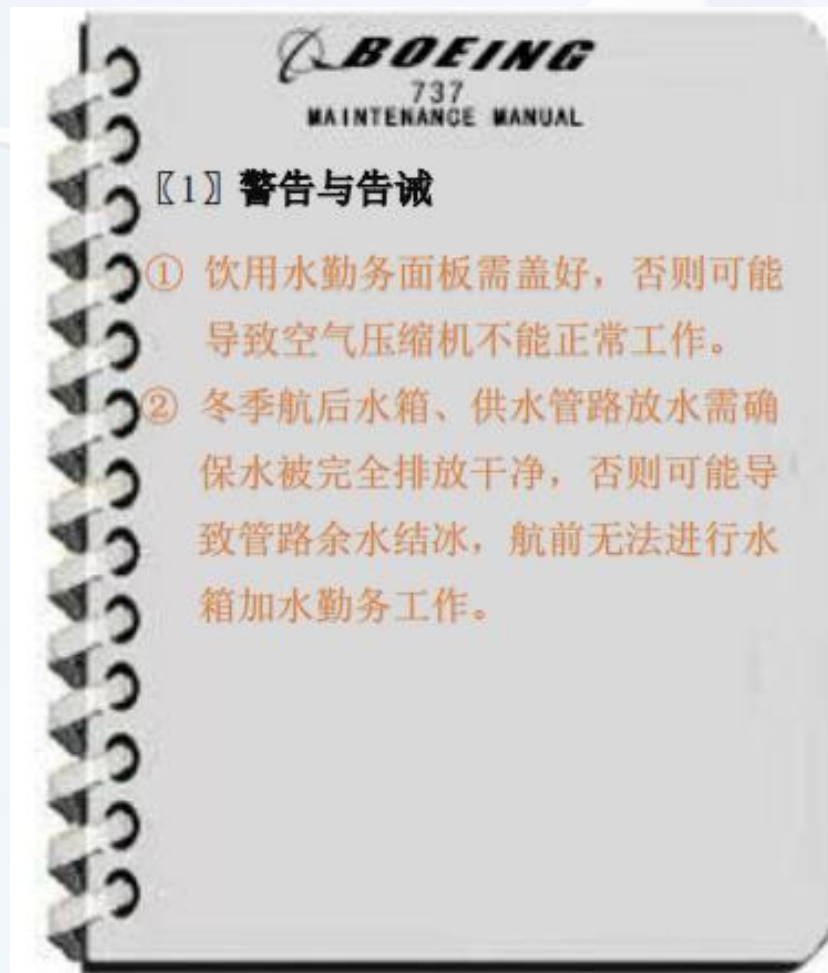 BOEING
737
MAINTENANCE MANUAL
〖1〗警告与告诫
① 饮用水勤务面板需盖好，否则可能
导致空气压缩机不能正常工作。
② 冬季航后水箱、供水管路放水需确
保水被完全排放干净，否则可能导
致管路余水结冰，航前无法进行水
箱加水勤务工作。